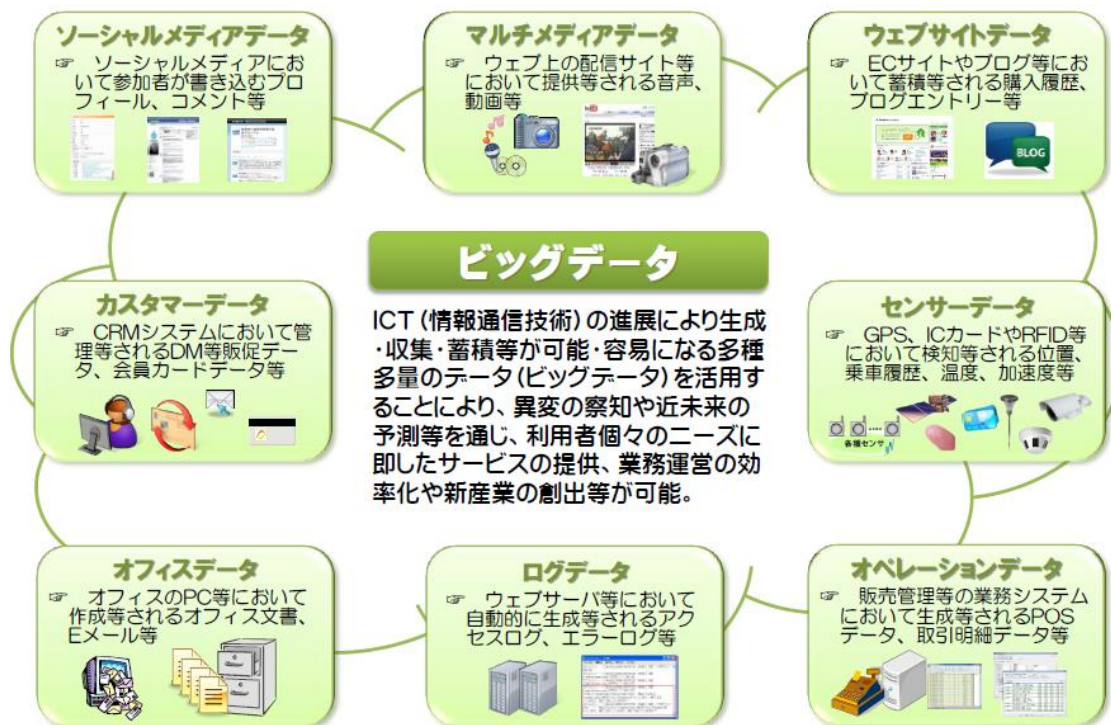 ソーシャルメディアデータ
☞ ソーシャルメディアにお
いて参加者が書き込むプロ
フィール、コメント等
マルチメディアデータ
☞ ウェブ上の配信サイト等
において提供等される音声、
動画等
ウェブサイトデータ
☞ ECサイトやブログ等にお
いて蓄積等される購入履歴、
ブログエントリー等
BLOG
ビッグデータ
ICT(情報通信技術)の進展により生成
・収集・蓄積等が可能・容易になる多種
多量のデータ(ビッグデータ)を活用す
ることにより、異変の察知や近未来の
予測等を通じ、利用者個々のニーズに
即したサービスの提供、業務運営の効
率化や新産業の創出等が可能。
カスタマーデータ
☞ CRMシステムにおいて管
理等されるDM等販促デー
タ、会員カードデータ等
センサーデータ
☞ GPS、ICカードやRFID等
において検知等される位置、
乗車履歴、温度、加速度等
各種センサ
オフィスデータ
☞ オフィスのPC等において
作成等されるオフィス文書、
Eメール等
ログデータ
☞ ウェブサーバ等において
自動的に生成等されるアク
セスログ、エラーログ等
オペレーションデータ
☞ 販売管理等の業務システム
において生成等されるPOS
データ、取引明細データ等